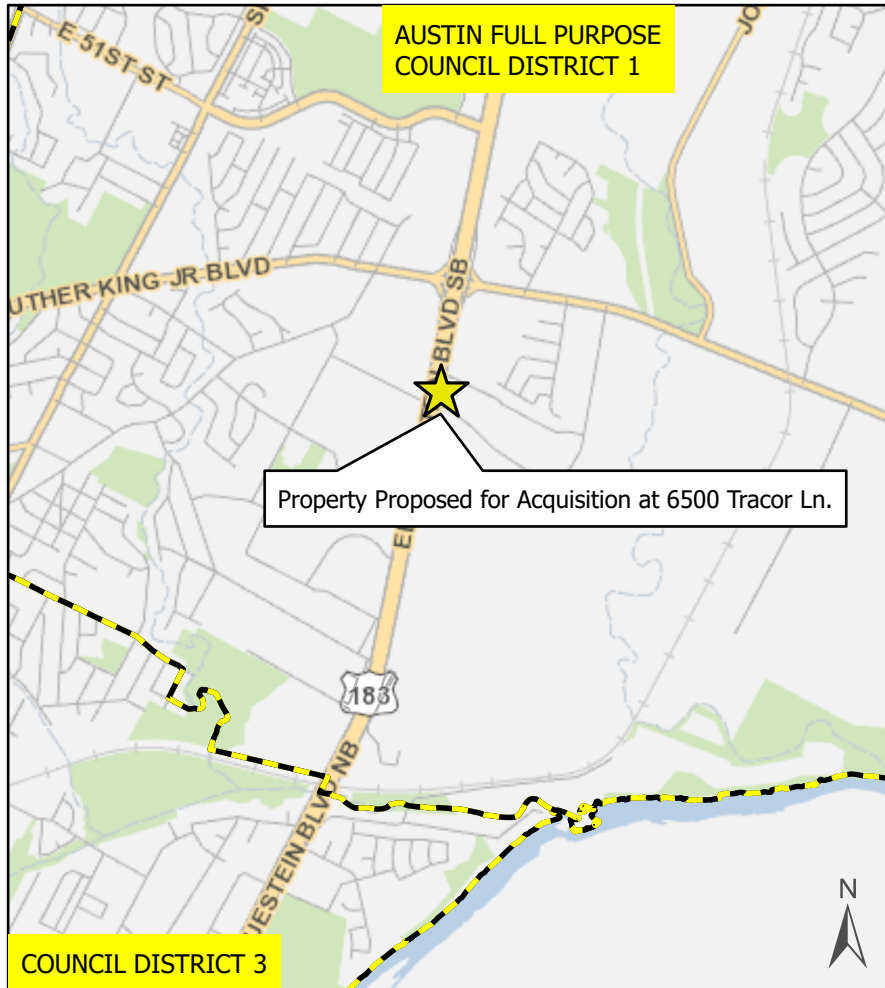 AUSTIN FULL PURPOSE
COUNCIL DISTRICT 1
E 51ST ST
UTHER KING JR BLVD
BLVD SB
Property Proposed for Acquisition at 6500 Tracor Ln.
183
UESTEIN BLVD NB
N
COUNCIL DISTRICT 3